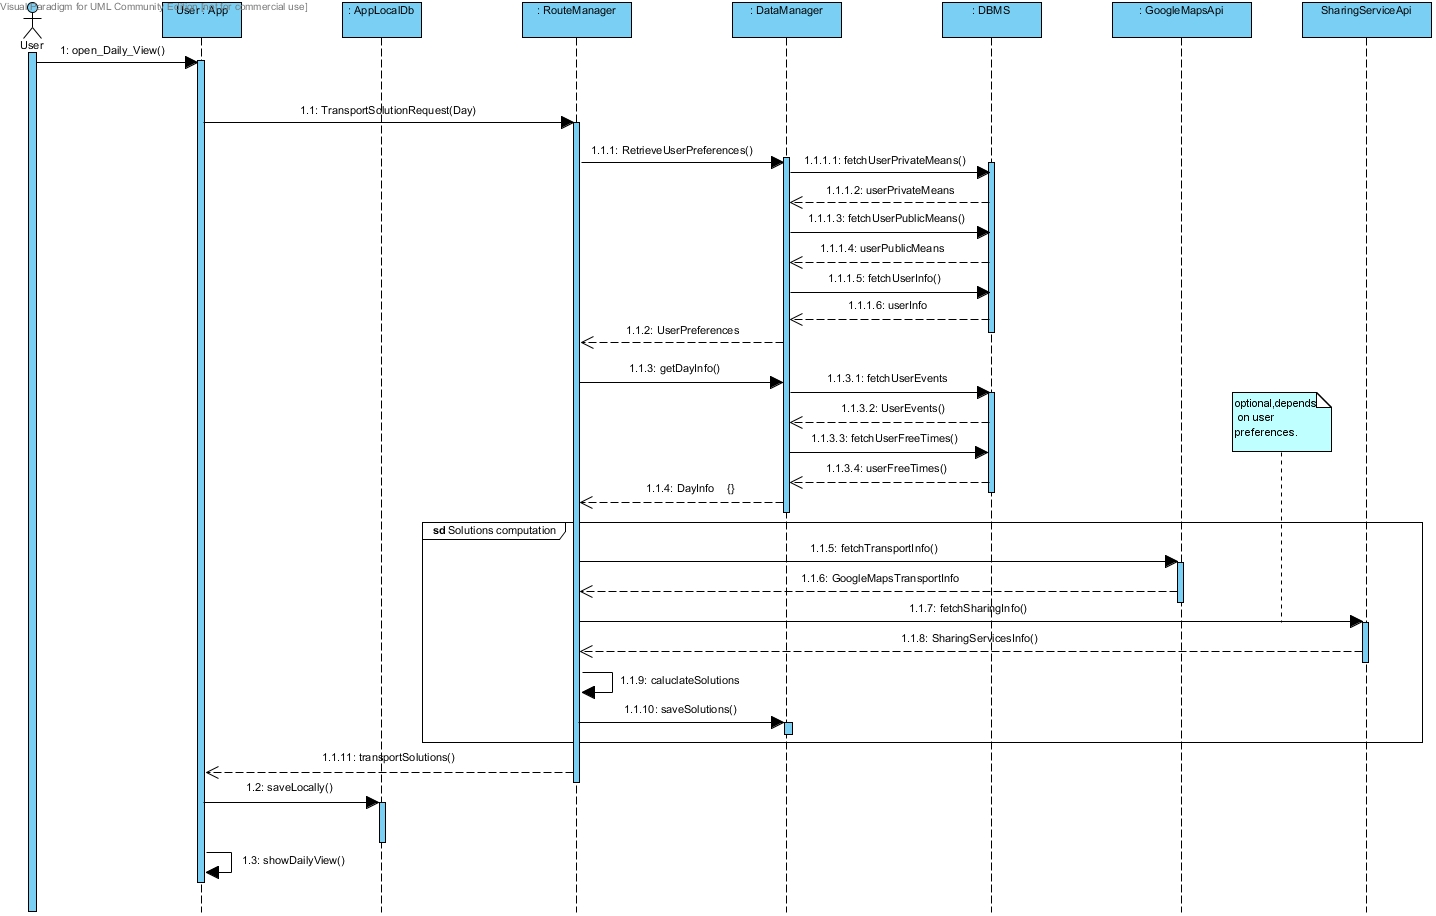 Visual Paradigm for UML Community Edition [not for commercial use]
User
User : App
: AppLocalDb
: RouteManager
: DataManager
: DBMS
: GoogleMapsApi
SharingServiceApi
1: open_Daily_View()
1.1: TransportSolutionRequest(Day)
1.1.1: RetrieveUserPreferences()
1.1.1.1: fetchUserPrivateMeans()
1.1.1.2: userPrivateMeans
1.1.1.3: fetchUserPublicMeans()
1.1.1.4: userPublicMeans
1.1.1.5: fetchUserInfo()
1.1.1.6: userInfo
1.1.2: UserPreferences
1.1.3: getDayInfo()
1.1.3.1: fetchUserEvents
1.1.3.2: UserEvents()
1.1.3.3: fetchUserFreeTimes()
1.1.3.4: userFreeTimes()
1.1.4: DayInfo {}
optional,depends
on user
preferences.
sd Solutions computation
1.1.5: fetchTransportInfo()
1.1.6: GoogleMapsTransportInfo
1.1.7: fetchSharingInfo()
1.1.8: SharingServicesInfo()
1.1.9: caluclateSolutions
1.1.10: saveSolutions()
1.1.11: transportSolutions()
1.2: saveLocally()
1.3: showDailyView()